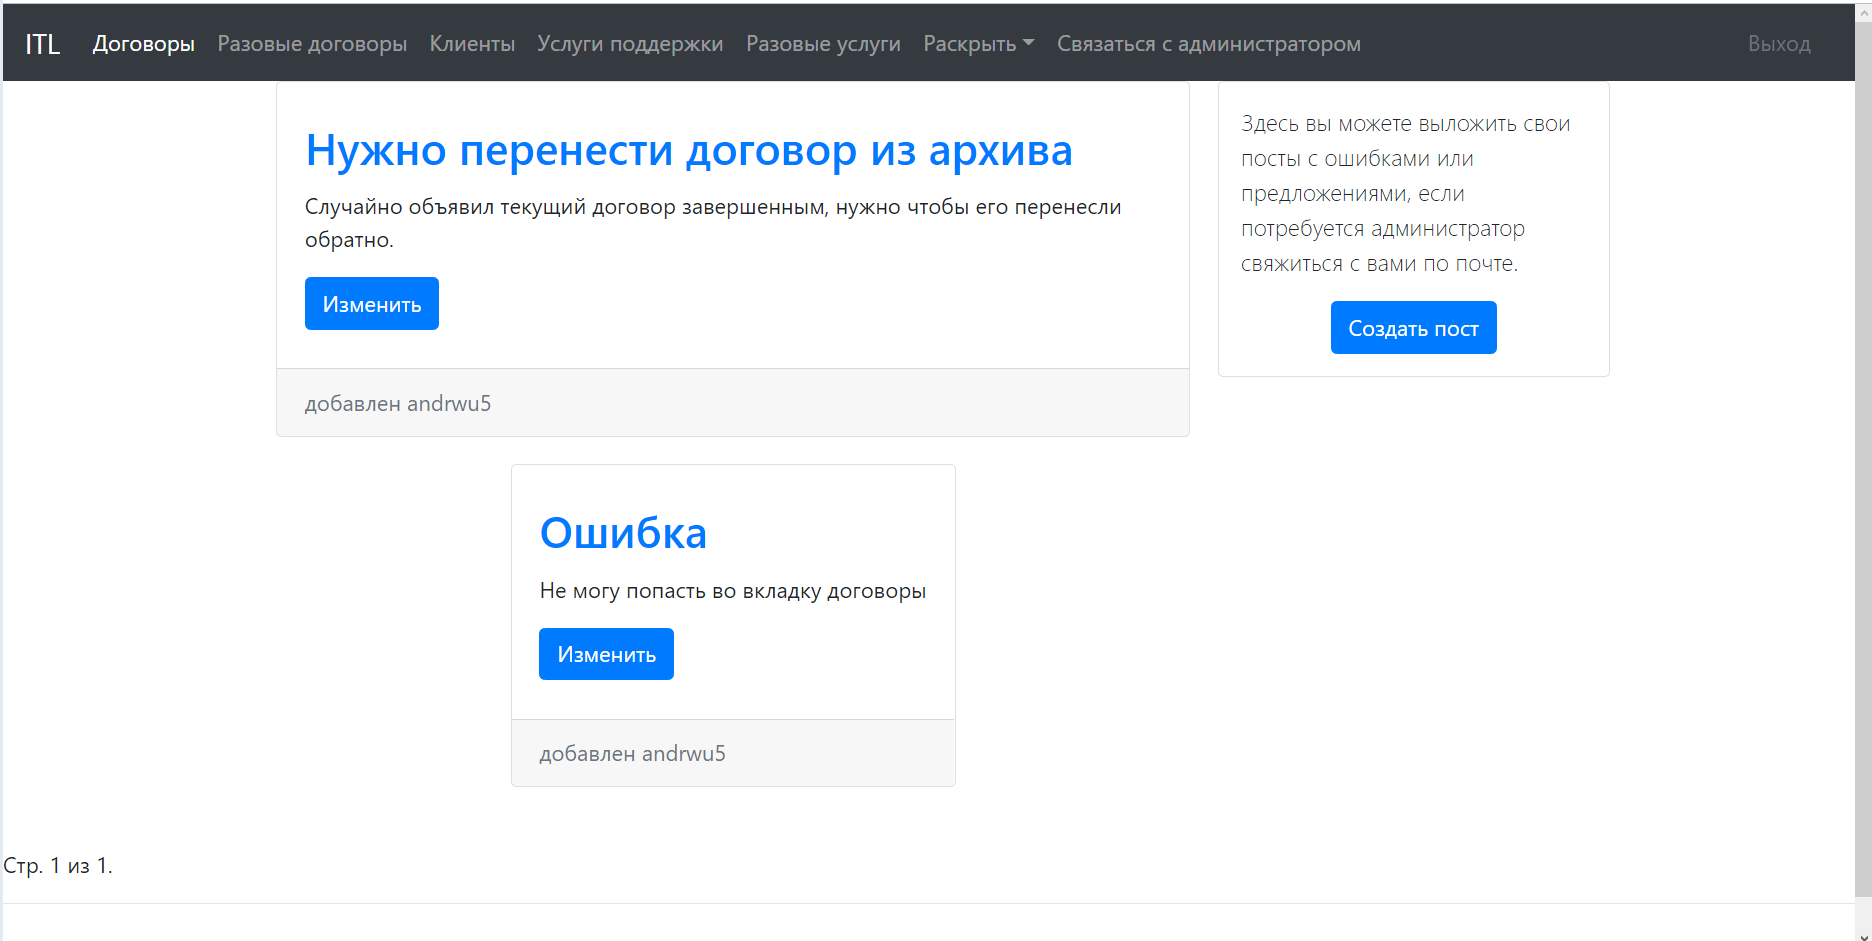 ITL Договоры Разовые договоры Клиенты Услуги поддержки Разовые услуги Раскрыть Связаться с администратором Выход
Нужно перенести договор из архива
Случайно объявил текущий договор завершенным, нужно чтобы его перенесли
обратно.
Изменить
добавлен andrwu5
Здесь вы можете выложить свои
посты с ошибками или
предложениями, если
потребуется администратор
свяжиться с вами по почте.
Создать пост
Ошибка
Не могу попасть во вкладку договоры
Изменить
добавлен andrwu5
Стр. 1 из 1.